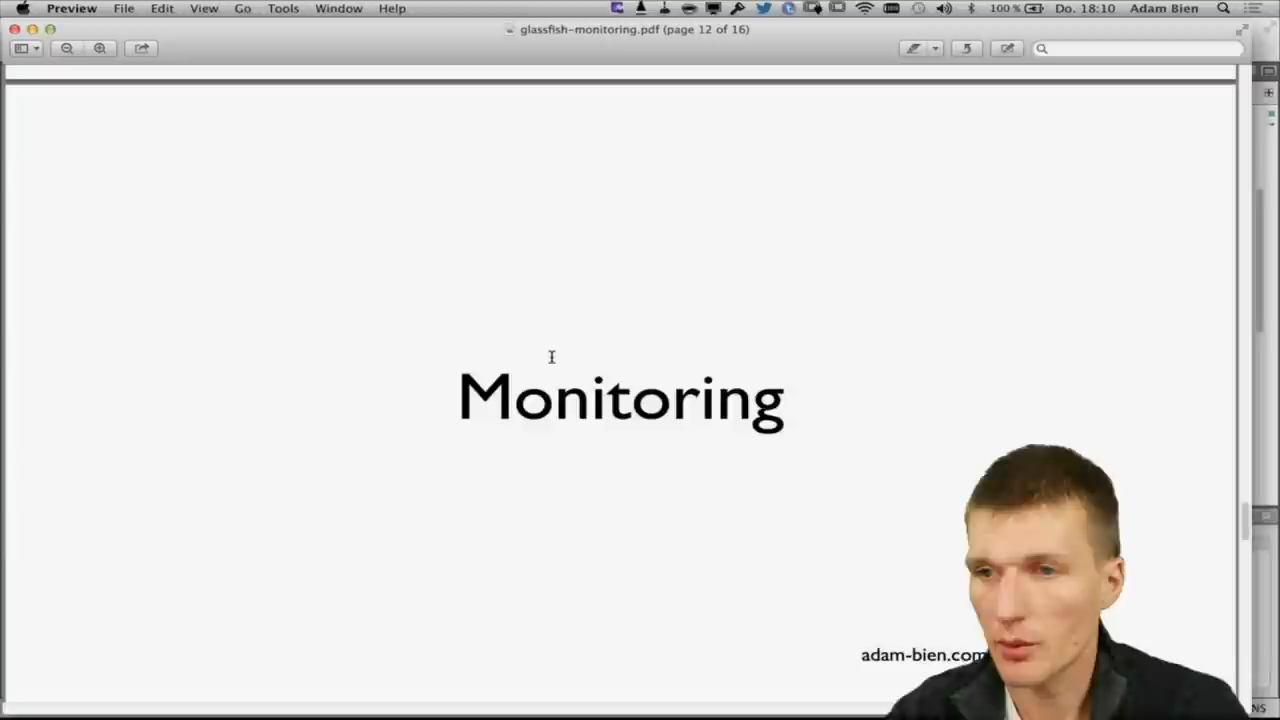 Preview File Edit View Go Tools Window Help 100 % Do. 18:10 Adam Bien
glassfish-monitoring.pdf (page 12 of 16)
Monitoring
adam-bien.com
NS